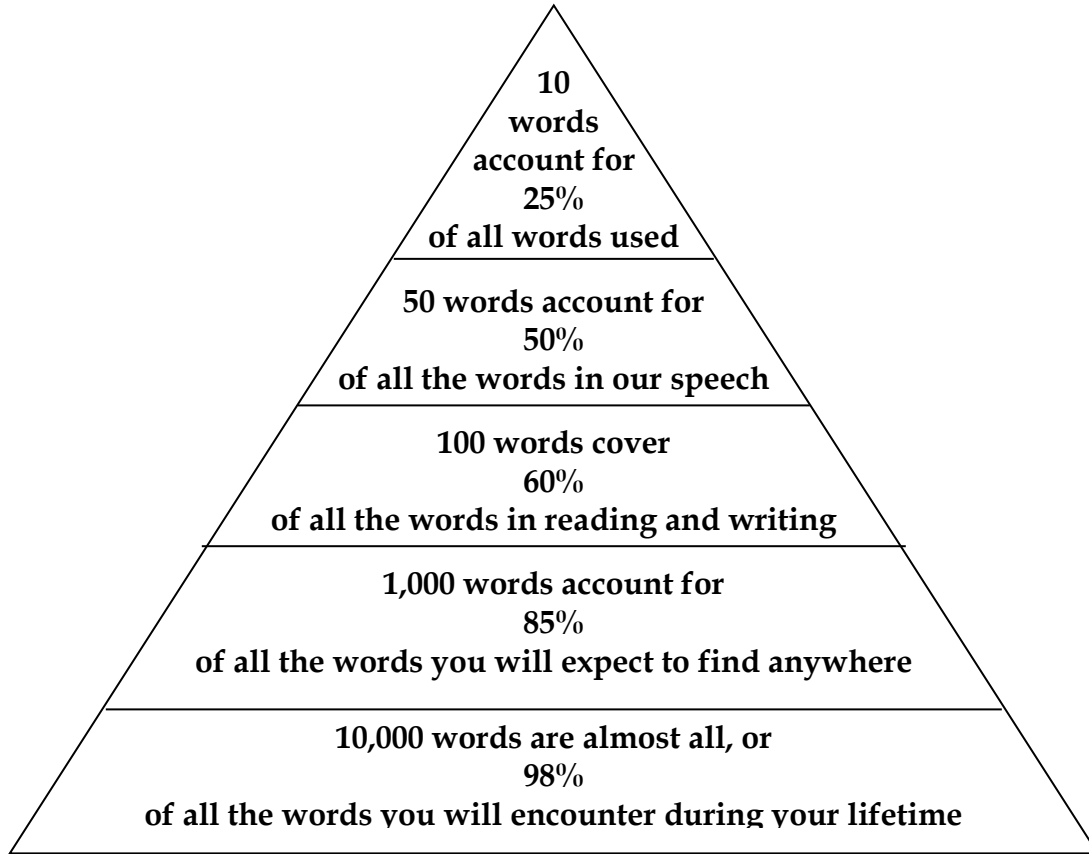 10
words
account for
25%
of all words used
50 words account for
50%
of all the words in our speech
100 words cover
60%
of all the words in reading and writing
1,000 words account for
85%
of all the words you will expect to find anywhere
10,000 words are almost all, or
98%
of all the words you will encounter during your lifetime